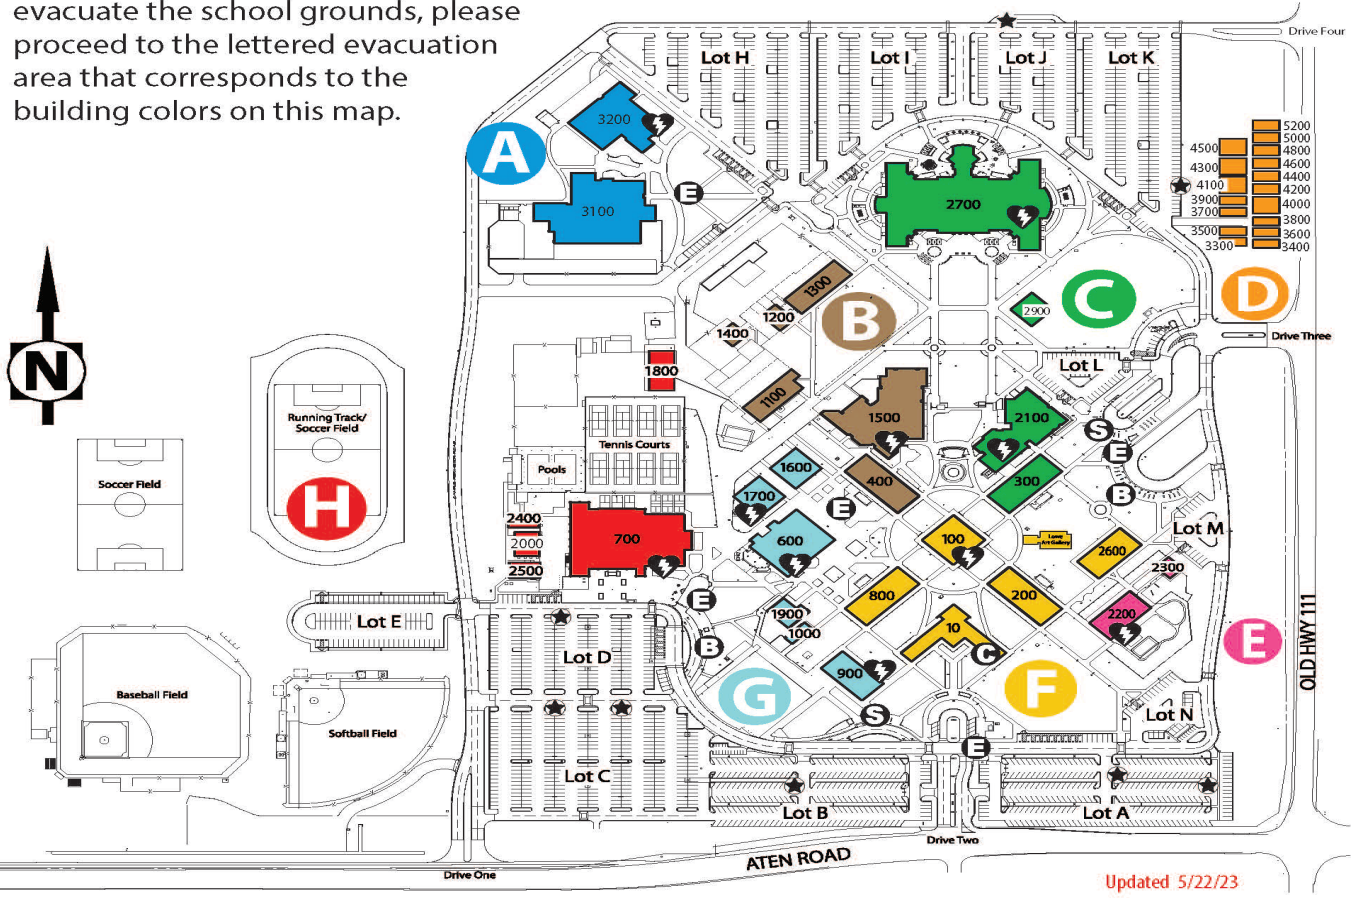 evacuate the school grounds, please
proceed to the lettered evacuation
area that corresponds to the
building colors on this map.
Drive Four
Lot H
Lot I
Lot J
Lot K
3200
A
3100
E
2700
5200
5000
4500
4800
4300
4600
4400
4100
4200
3900
4000
3700
3800
3500
3600
3300
3400
1300
1200
1400
B
2900
C
D
Drive Three
N
1800
1100
Lot L
1500
2100
S
E
Running Track/
Soccer Field
H
Tennis Courts
Pools
Soccer Field
1600
1700
400
300
E
B
Lot M
2400
2000
2500
700
600
100
Lowe
Art Gallery
2600
2300
800
200
2200
E
1900
1000
10
C
Lot E
B
Lot D
900
G
S
F
E
OLD HWY 111
Baseball Field
Softball Field
Lot N
E
Lot C
Lot B
Lot A
Drive Two
ATEN ROAD
Drive One
Updated 5/22/23